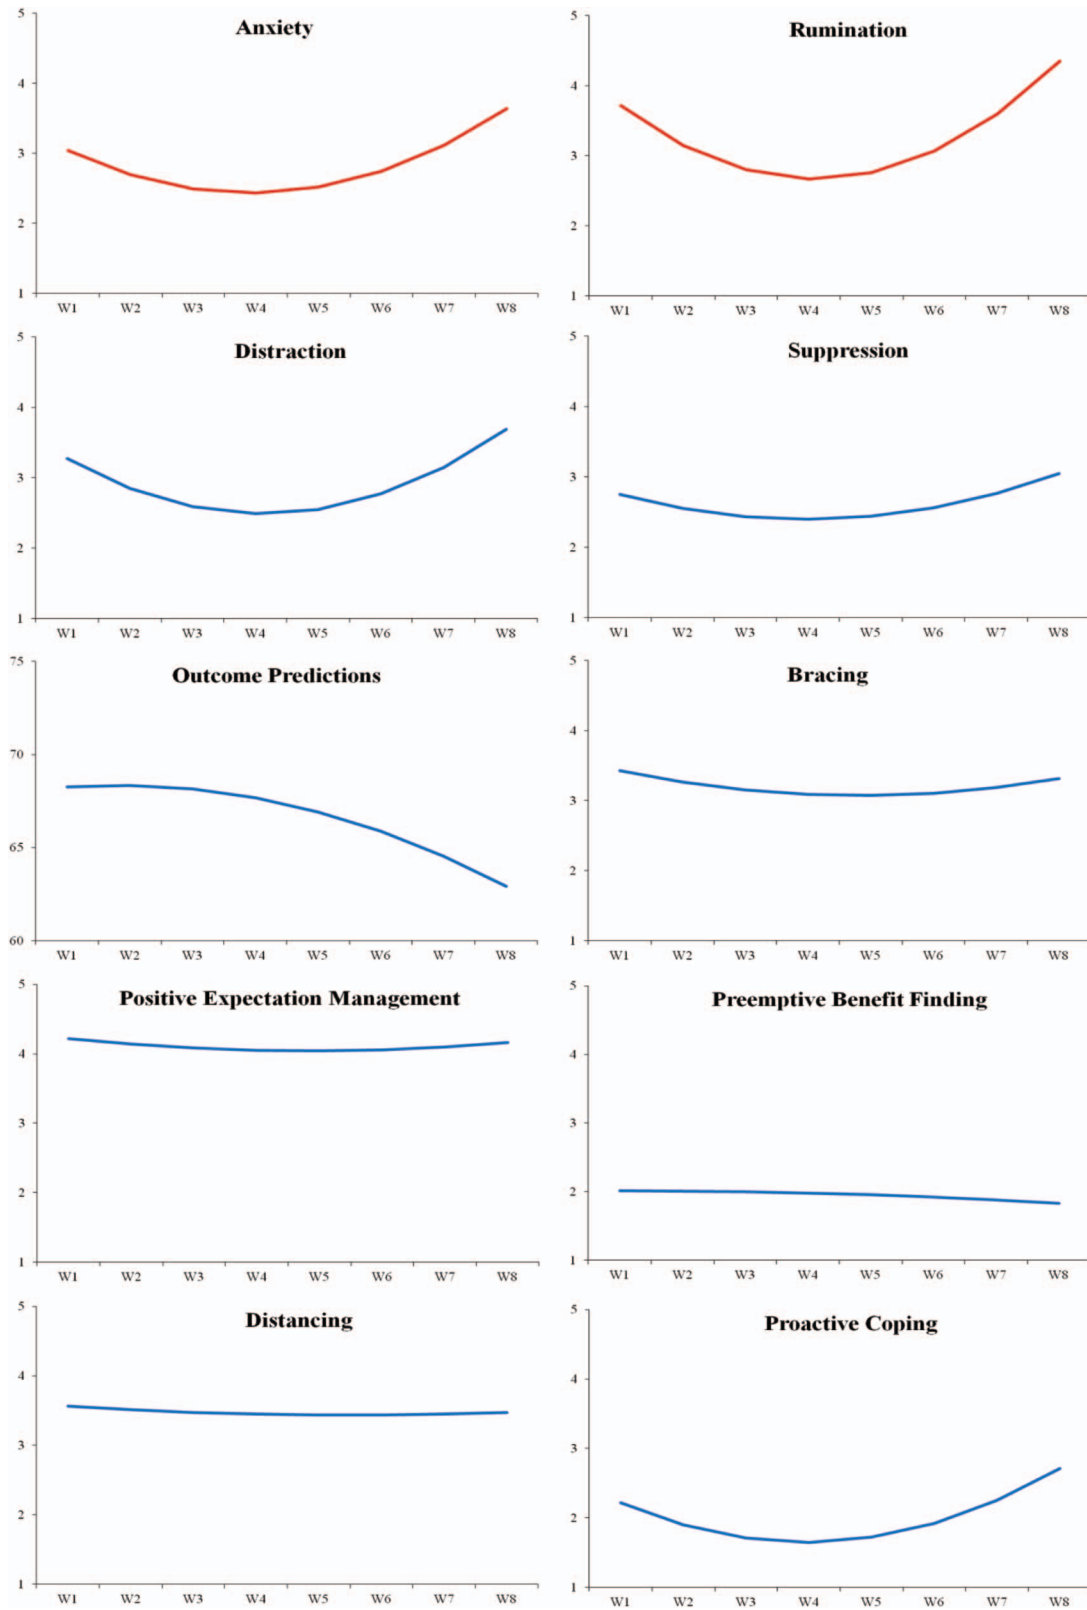 Anxiety
5
4
3
2
1
W1 W2 W3 W4 W5 W6 W7 W8
Rumination
5
4
3
2
1
W1 W2 W3 W4 W5 W6 W7 W8
Distraction
5
4
3
2
1
W1 W2 W3 W4 W5 W6 W7 W8
Suppression
5
4
3
2
1
W1 W2 W3 W4 W5 W6 W7 W8
Outcome Predictions
75
70
65
60
W1 W2 W3 W4 W5 W6 W7 W8
Bracing
5
4
3
2
1
W1 W2 W3 W4 W5 W6 W7 W8
Positive Expectation Management
5
4
3
2
1
W1 W2 W3 W4 W5 W6 W7 W8
Preemptive Benefit Finding
5
4
3
2
1
W1 W2 W3 W4 W5 W6 W7 W8
Distancing
5
4
3
2
1
W1 W2 W3 W4 W5 W6 W7 W8
Proactive Coping
5
4
3
2
1
W1 W2 W3 W4 W5 W6 W7 W8